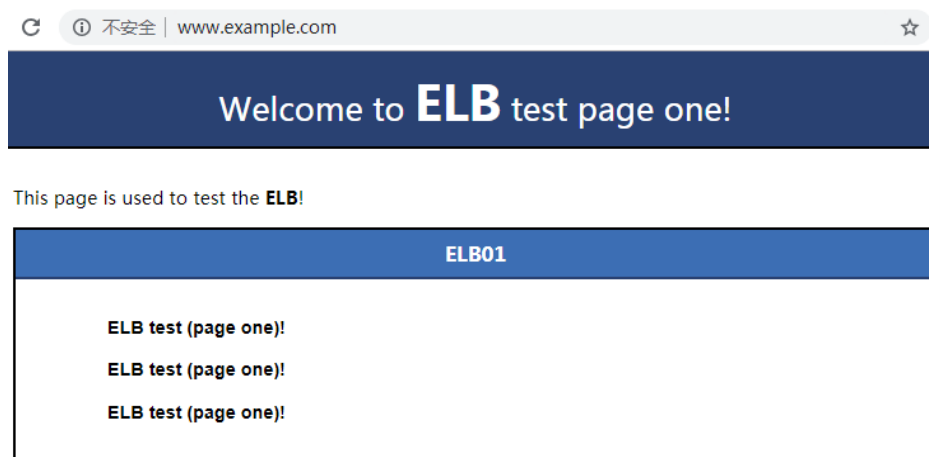 不安全 | www.example.com
Welcome to ELB test page one!
This page is used to test the ELB!
ELB01
ELB test (page one)!
ELB test (page one)!
ELB test (page one)!